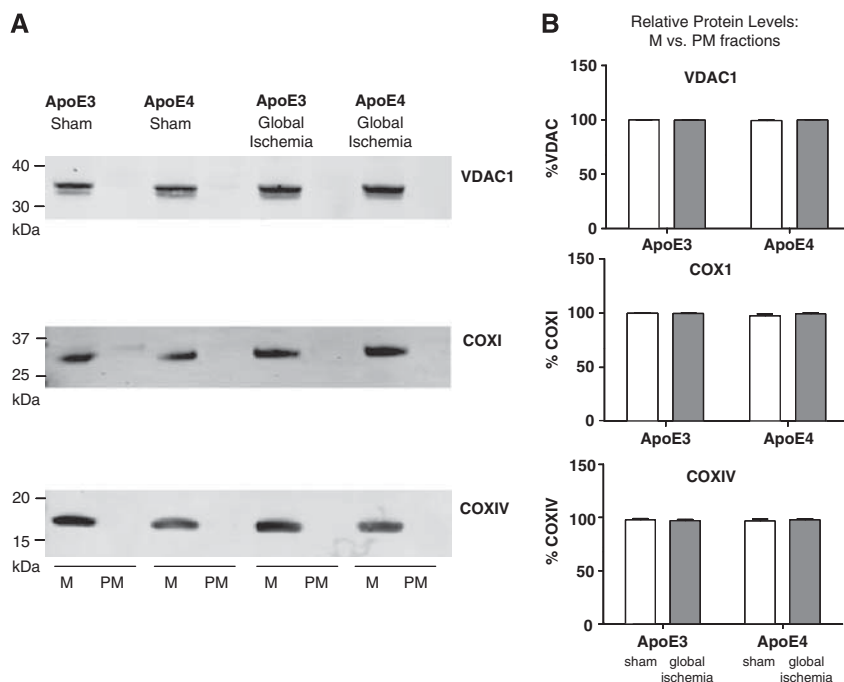 A
ApoE3
Sham
ApoE4
Sham
ApoE3
Global
Ischemia
ApoE4
Global
Ischemia
40
30
kDa
VDAC1
37
25
kDa
COXI
20
15
kDa
COXIV
M PM M PM M PM M PM
B
Relative Protein Levels:
M vs. PM fractions
VDAC1
%VDAC
150
100
50
0
ApoE3 ApoE4
COX1
% COXI
150
100
50
0
ApoE3 ApoE4
COXIV
% COXIV
150
100
50
0
ApoE3 ApoE4
sham global ischemia sham global ischemia